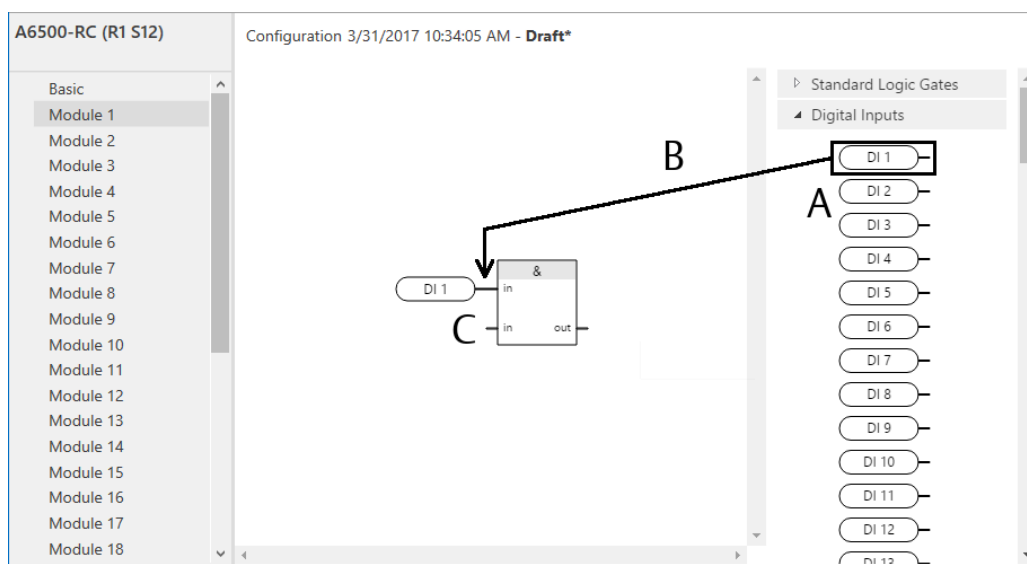 A6500-RC (R1 S12)
Configuration 3/31/2017 10:34:05 AM - Draft*
Basic
Module 1
Module 2
Module 3
Module 4
Module 5
Module 6
Module 7
Module 8
Module 9
Module 10
Module 11
Module 12
Module 13
Module 14
Module 15
Module 16
Module 17
Module 18
B
DI 1
&
in
C
in out
Standard Logic Gates
Digital Inputs
DI 1
A
DI 2
DI 3
DI 4
DI 5
DI 6
DI 7
DI 8
DI 9
DI 10
DI 11
DI 12
DI 13